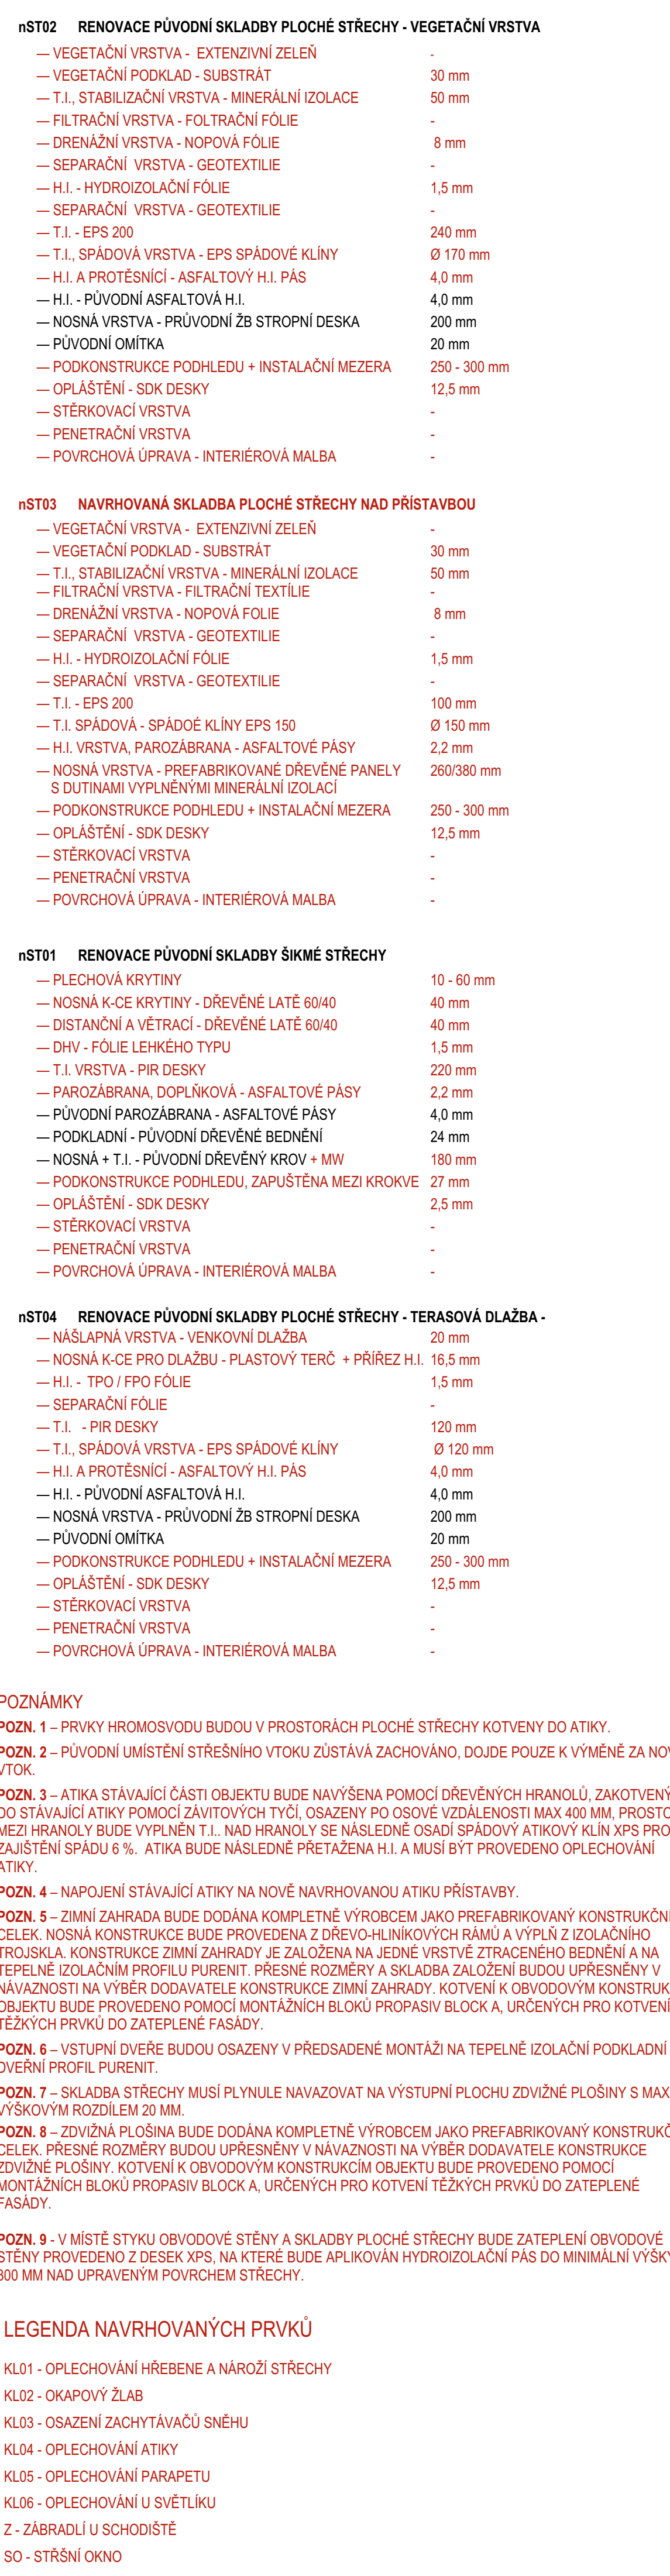 nST02 RENOVACE PŮVODNÍ SKLADBY PLOCHÉ STŘECHY - VEGETAČNÍ VRSTVA
— VEGETAČNÍ VRSTVA - EXTENZIVNÍ ZELEŇ -
— VEGETAČNÍ PODKLAD - SUBSTRÁT 30 mm
— T.I., STABILIZAČNÍ VRSTVA - MINERÁLNÍ IZOLACE 50 mm
— FILTRAČNÍ VRSTVA - FOLTRAČNÍ FÓLIE -
— DRENÁŽNÍ VRSTVA - NOPOVÁ FÓLIE 8 mm
— SEPARAČNÍ VRSTVA - GEOTEXTILIE -
— H.I. - HYDROIZOLAČNÍ FÓLIE 1,5 mm
— SEPARAČNÍ VRSTVA - GEOTEXTILIE -
— T.I. - EPS 200 240 mm
— T.I., SPÁDOVÁ VRSTVA - EPS SPÁDOVÉ KLÍNY Ø 170 mm
— H.I. A PROTĚSNÍCÍ - ASFALTOVÝ H.I. PÁS 4,0 mm
— H.I. - PŮVODNÍ ASFALTOVÁ H.I. 4,0 mm
— NOSNÁ VRSTVA - PRŮVODNÍ ŽB STROPNÍ DESKA 200 mm
— PŮVODNÍ OMÍTKA 20 mm
— PODKONSTRUKCE PODHLEDU + INSTALAČNÍ MEZERA 250 - 300 mm
— OPLÁŠTĚNÍ - SDK DESKY 12,5 mm
— STĚRKOVACÍ VRSTVA -
— PENETRAČNÍ VRSTVA -
— POVRCHOVÁ ÚPRAVA - INTERIÉROVÁ MALBA -
nST03 NAVRHOVANÁ SKLADBA PLOCHÉ STŘECHY NAD PŘÍSTAVBOU
— VEGETAČNÍ VRSTVA - EXTENZIVNÍ ZELEŇ -
— VEGETAČNÍ PODKLAD - SUBSTRÁT 30 mm
— T.I., STABILIZAČNÍ VRSTVA - MINERÁLNÍ IZOLACE 50 mm
— FILTRAČNÍ VRSTVA - FILTRAČNÍ TEXTÍLIE -
— DRENÁŽNÍ VRSTVA - NOPOVÁ FOLIE 8 mm
— SEPARAČNÍ VRSTVA - GEOTEXTILIE -
— H.I. - HYDROIZOLAČNÍ FÓLIE 1,5 mm
— SEPARAČNÍ VRSTVA - GEOTEXTILIE -
— T.I. - EPS 200 100 mm
— T.I. SPÁDOVÁ - SPÁDOÉ KLÍNY EPS 150 Ø 150 mm
— H.I. VRSTVA, PAROZÁBRANA - ASFALTOVÉ PÁSY 2,2 mm
— NOSNÁ VRSTVA - PREFABRIKOVANÉ DŘEVĚNÉ PANELY 260/380 mm
S DUTINAMI VYPLNĚNÝMI MINERÁLNÍ IZOLACÍ
— PODKONSTRUKCE PODHLEDU + INSTALAČNÍ MEZERA 250 - 300 mm
— OPLÁŠTĚNÍ - SDK DESKY 12,5 mm
— STĚRKOVACÍ VRSTVA -
— PENETRAČNÍ VRSTVA -
— POVRCHOVÁ ÚPRAVA - INTERIÉROVÁ MALBA -
nST01 RENOVACE PŮVODNÍ SKLADBY ŠIKMÉ STŘECHY
— PLECHOVÁ KRYTINY 10 - 60 mm
— NOSNÁ K-CE KRYTINY - DŘEVĚNÉ LATĚ 60/40 40 mm
— DISTANČNÍ A VĚTRACÍ - DŘEVĚNÉ LATĚ 60/40 40 mm
— DHV - FÓLIE LEHKÉHO TYPU 1,5 mm
— T.I. VRSTVA - PIR DESKY 220 mm
— PAROZÁBRANA, DOPLŇKOVÁ - ASFALTOVÉ PÁSY 2,2 mm
— PŮVODNÍ PAROZÁBRANA - ASFALTOVÉ PÁSY 4,0 mm
— PODKLADNÍ - PŮVODNÍ DŘEVĚNÉ BEDNĚNÍ 24 mm
— NOSNÁ + T.I. - PŮVODNÍ DŘEVĚNÝ KROV + MW 180 mm
— PODKONSTRUKCE PODHLEDU, ZAPUŠTĚNA MEZI KROKVE 27 mm
— OPLÁŠTĚNÍ - SDK DESKY 2,5 mm
— STĚRKOVACÍ VRSTVA -
— PENETRAČNÍ VRSTVA -
— POVRCHOVÁ ÚPRAVA - INTERIÉROVÁ MALBA -
nST04 RENOVACE PŮVODNÍ SKLADBY PLOCHÉ STŘECHY - TERASOVÁ DLAŽBA -
— NÁŠLAPNÁ VRSTVA - VENKOVNÍ DLAŽBA 20 mm
— NOSNÁ K-CE PRO DLAŽBU - PLASTOVÝ TERČ + PŘÍŘEZ H.I. 16,5 mm
— H.I. - TPO / FPO FÓLIE 1,5 mm
— SEPARAČNÍ FÓLIE -
— T.I. - PIR DESKY 120 mm
— T.I., SPÁDOVÁ VRSTVA - EPS SPÁDOVÉ KLÍNY Ø 120 mm
— H.I. A PROTĚSNÍCÍ - ASFALTOVÝ H.I. PÁS 4,0 mm
— H.I. - PŮVODNÍ ASFALTOVÁ H.I. 4,0 mm
— NOSNÁ VRSTVA - PRŮVODNÍ ŽB STROPNÍ DESKA 200 mm
— PŮVODNÍ OMÍTKA 20 mm
— PODKONSTRUKCE PODHLEDU + INSTALAČNÍ MEZERA 250 - 300 mm
— OPLÁŠTĚNÍ - SDK DESKY 12,5 mm
— STĚRKOVACÍ VRSTVA -
— PENETRAČNÍ VRSTVA -
— POVRCHOVÁ ÚPRAVA - INTERIÉROVÁ MALBA -
POZNÁMKY
POZN. 1 – PRVKY HROMOSVODU BUDOU V PROSTORÁCH PLOCHÉ STŘECHY KOTVENY DO ATIKY.
POZN. 2 – PŮVODNÍ UMÍSTĚNÍ STŘEŠNÍHO VTOKU ZŮSTÁVÁ ZACHOVÁNO, DOJDE POUZE K VÝMĚNĚ ZA NOV
VTOK.
POZN. 3 – ATIKA STÁVAJÍCÍ ČÁSTI OBJEKTU BUDE NAVÝŠENA POMOCÍ DŘEVĚNÝCH HRANOLŮ, ZAKOTVENÝ
DO STÁVAJÍCÍ ATIKY POMOCÍ ZÁVITOVÝCH TYČÍ, OSAZENY PO OSOVÉ VZDÁLENOSTI MAX 400 MM, PROSTO
MEZI HRANOLY BUDE VYPLNĚN T.I.. NAD HRANOLY SE NÁSLEDNĚ OSADÍ SPÁDOVÝ ATIKOVÝ KLÍN XPS PRO
ZAJIŠTĚNÍ SPÁDU 6 %. ATIKA BUDE NÁSLEDNĚ PŘETAŽENA H.I. A MUSÍ BÝT PROVEDENO OPLECHOVÁNÍ
ATIKY.
POZN. 4 – NAPOJENÍ STÁVAJÍCÍ ATIKY NA NOVĚ NAVRHOVANOU ATIKU PŘÍSTAVBY.
POZN. 5 – ZIMNÍ ZAHRADA BUDE DODÁNA KOMPLETNĚ VÝROBCEM JAKO PREFABRIKOVANÝ KONSTRUKČNÍ
CELEK. NOSNÁ KONSTRUKCE BUDE PROVEDENA Z DŘEVO-HLINÍKOVÝCH RÁMŮ A VÝPLŇ Z IZOLAČNÍHO
TROJSKLA. KONSTRUKCE ZIMNÍ ZAHRADY JE ZALOŽENA NA JEDNÉ VRSTVĚ ZTRACENÉHO BEDNĚNÍ A NA
TEPELNĚ IZOLAČNÍM PROFILU PURENIT. PŘESNÉ ROZMĚRY A SKLADBA ZALOŽENÍ BUDOU UPŘESNĚNY V
NÁVAZNOSTI NA VÝBĚR DODAVATELE KONSTRUKCE ZIMNÍ ZAHRADY. KOTVENÍ K OBVODOVÝM KONSTRUK
OBJEKTU BUDE PROVEDENO POMOCÍ MONTÁŽNÍCH BLOKŮ PROPASIV BLOCK A, URČENÝCH PRO KOTVENÍ
TĚŽKÝCH PRVKŮ DO ZATEPLENÉ FASÁDY.
POZN. 6 – VSTUPNÍ DVEŘE BUDOU OSAZENY V PŘEDSADENÉ MONTÁŽI NA TEPELNĚ IZOLAČNÍ PODKLADNÍ
DVEŘNÍ PROFIL PURENIT.
POZN. 7 – SKLADBA STŘECHY MUSÍ PLYNULE NAVAZOVAT NA VÝSTUPNÍ PLOCHU ZDVIŽNÉ PLOŠINY S MAX
VÝŠKOVÝM ROZDÍLEM 20 MM.
POZN. 8 – ZDVIŽNÁ PLOŠINA BUDE DODÁNA KOMPLETNĚ VÝROBCEM JAKO PREFABRIKOVANÝ KONSTRUKČ
CELEK. PŘESNÉ ROZMĚRY BUDOU UPŘESNĚNY V NÁVAZNOSTI NA VÝBĚR DODAVATELE KONSTRUKCE
ZDVIŽNÉ PLOŠINY. KOTVENÍ K OBVODOVÝM KONSTRUKCÍM OBJEKTU BUDE PROVEDENO POMOCÍ
MONTÁŽNÍCH BLOKŮ PROPASIV BLOCK A, URČENÝCH PRO KOTVENÍ TĚŽKÝCH PRVKŮ DO ZATEPLENÉ
FASÁDY.
POZN. 9 - V MÍSTĚ STYKU OBVODOVÉ STĚNY A SKLADBY PLOCHÉ STŘECHY BUDE ZATEPLENÍ OBVODOVÉ
STĚNY PROVEDENO Z DESEK XPS, NA KTERÉ BUDE APLIKOVÁN HYDROIZOLAČNÍ PÁS DO MINIMÁLNÍ VÝŠKY
300 MM NAD UPRAVENÝM POVRCHEM STŘECHY.
LEGENDA NAVRHOVANÝCH PRVKŮ
KL01 - OPLECHOVÁNÍ HŘEBENE A NÁROŽÍ STŘECHY
KL02 - OKAPOVÝ ŽLAB
KL03 - OSAZENÍ ZACHYTÁVAČŮ SNĚHU
KL04 - OPLECHOVÁNÍ ATIKY
KL05 - OPLECHOVÁNÍ PARAPETU
KL06 - OPLECHOVÁNÍ U SVĚTLÍKU
Z - ZÁBRADLÍ U SCHODIŠTĚ
SO - STŘŠNÍ OKNO